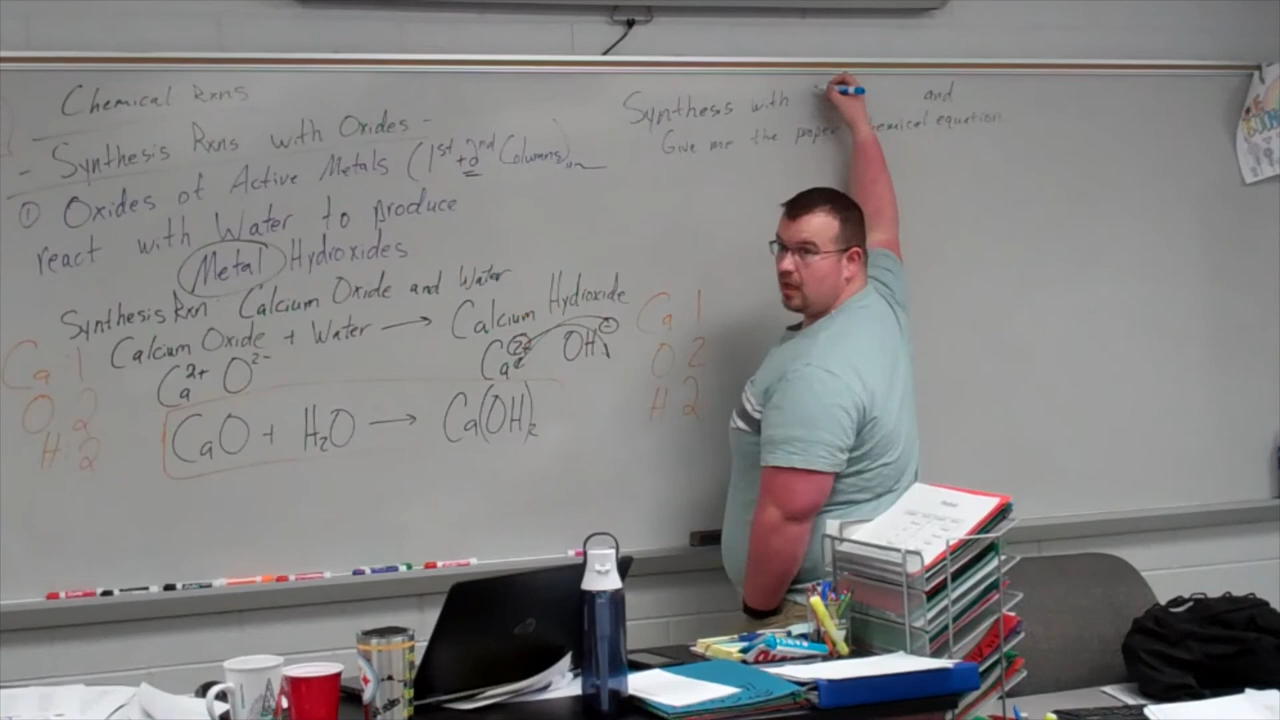 Chemical Rxns
- Synthesis Rxns with Oxides -
① Oxides of Active Metals (1st + 2nd Columns)
react with Water to produce
Metal Hydroxides
Synthesis Rxn Calcium Oxide and Water
Calcium Oxide + Water → Calcium Hydroxide
Ca2+ O2-
Ca2+ OH-
CaO + H2O → Ca(OH)2
Ca 1
O 2
H 2
Ca 1
O 2
H 2
Synthesis with and
Give me the proper chemical equation